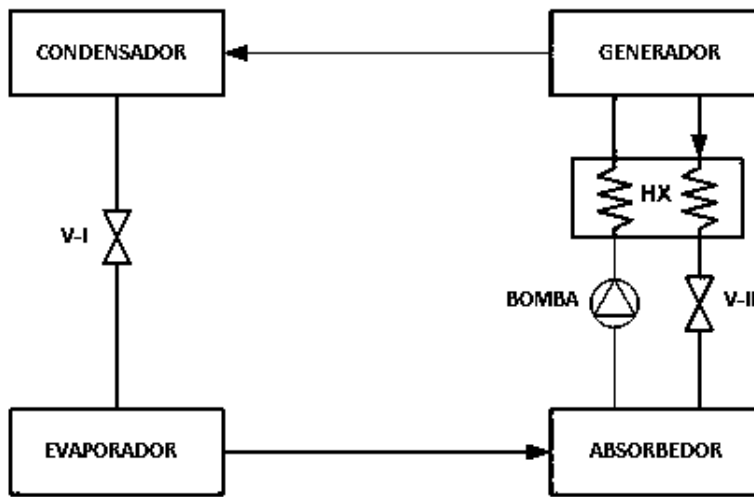 CONDENSADOR
GENERADOR
HX
V-I
BOMBA
V-II
EVAPORADOR
ABSORBEDOR